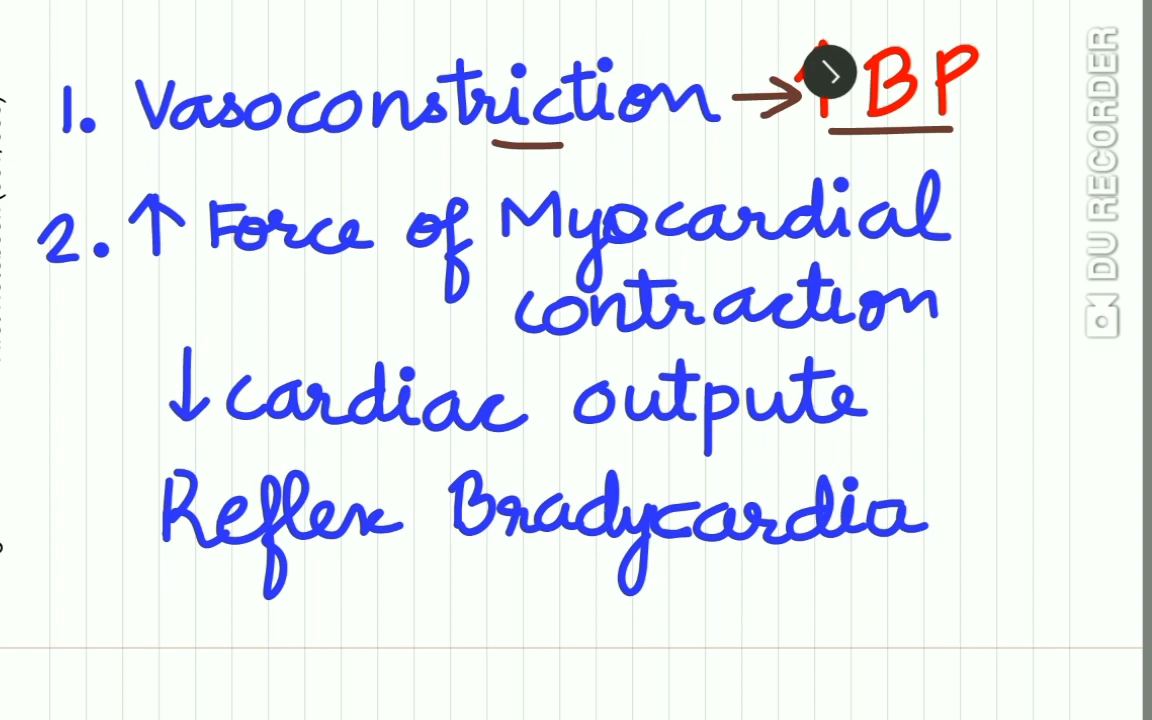 1. Vasoconstriction → ↑ BP
2. ↑ Force of Myocardial
contraction
↓ cardiac outpute
Reflex Bradycardia
DU RECORDER